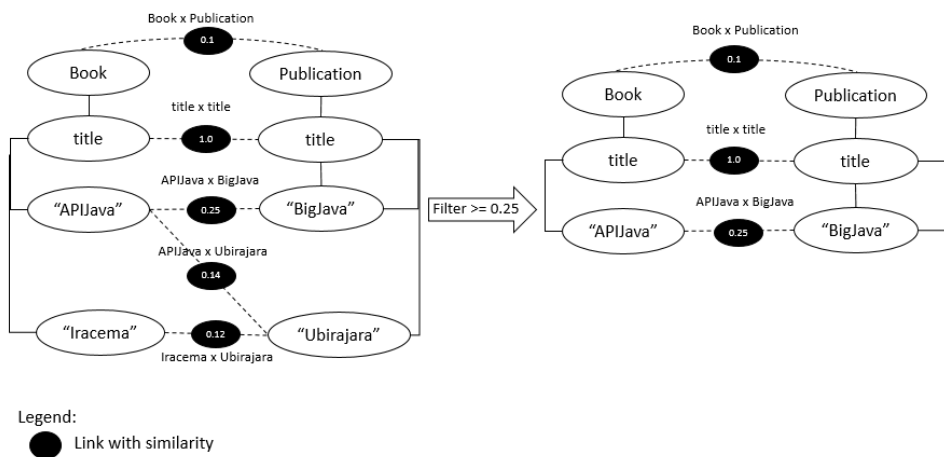 Book x Publication
0.1
Book
Publication
title x title
title
1.0
title
APIJava x BigJava
“APIJava”
0.25
“BigJava”
APIJava x Ubirajara
0.14
“Iracema”
0.12
“Ubirajara”
Iracema x Ubirajara
Filter >= 0.25
Book x Publication
0.1
Book
Publication
title x title
title
1.0
title
APIJava x BigJava
“APIJava”
0.25
“BigJava”
Legend:
Link with similarity